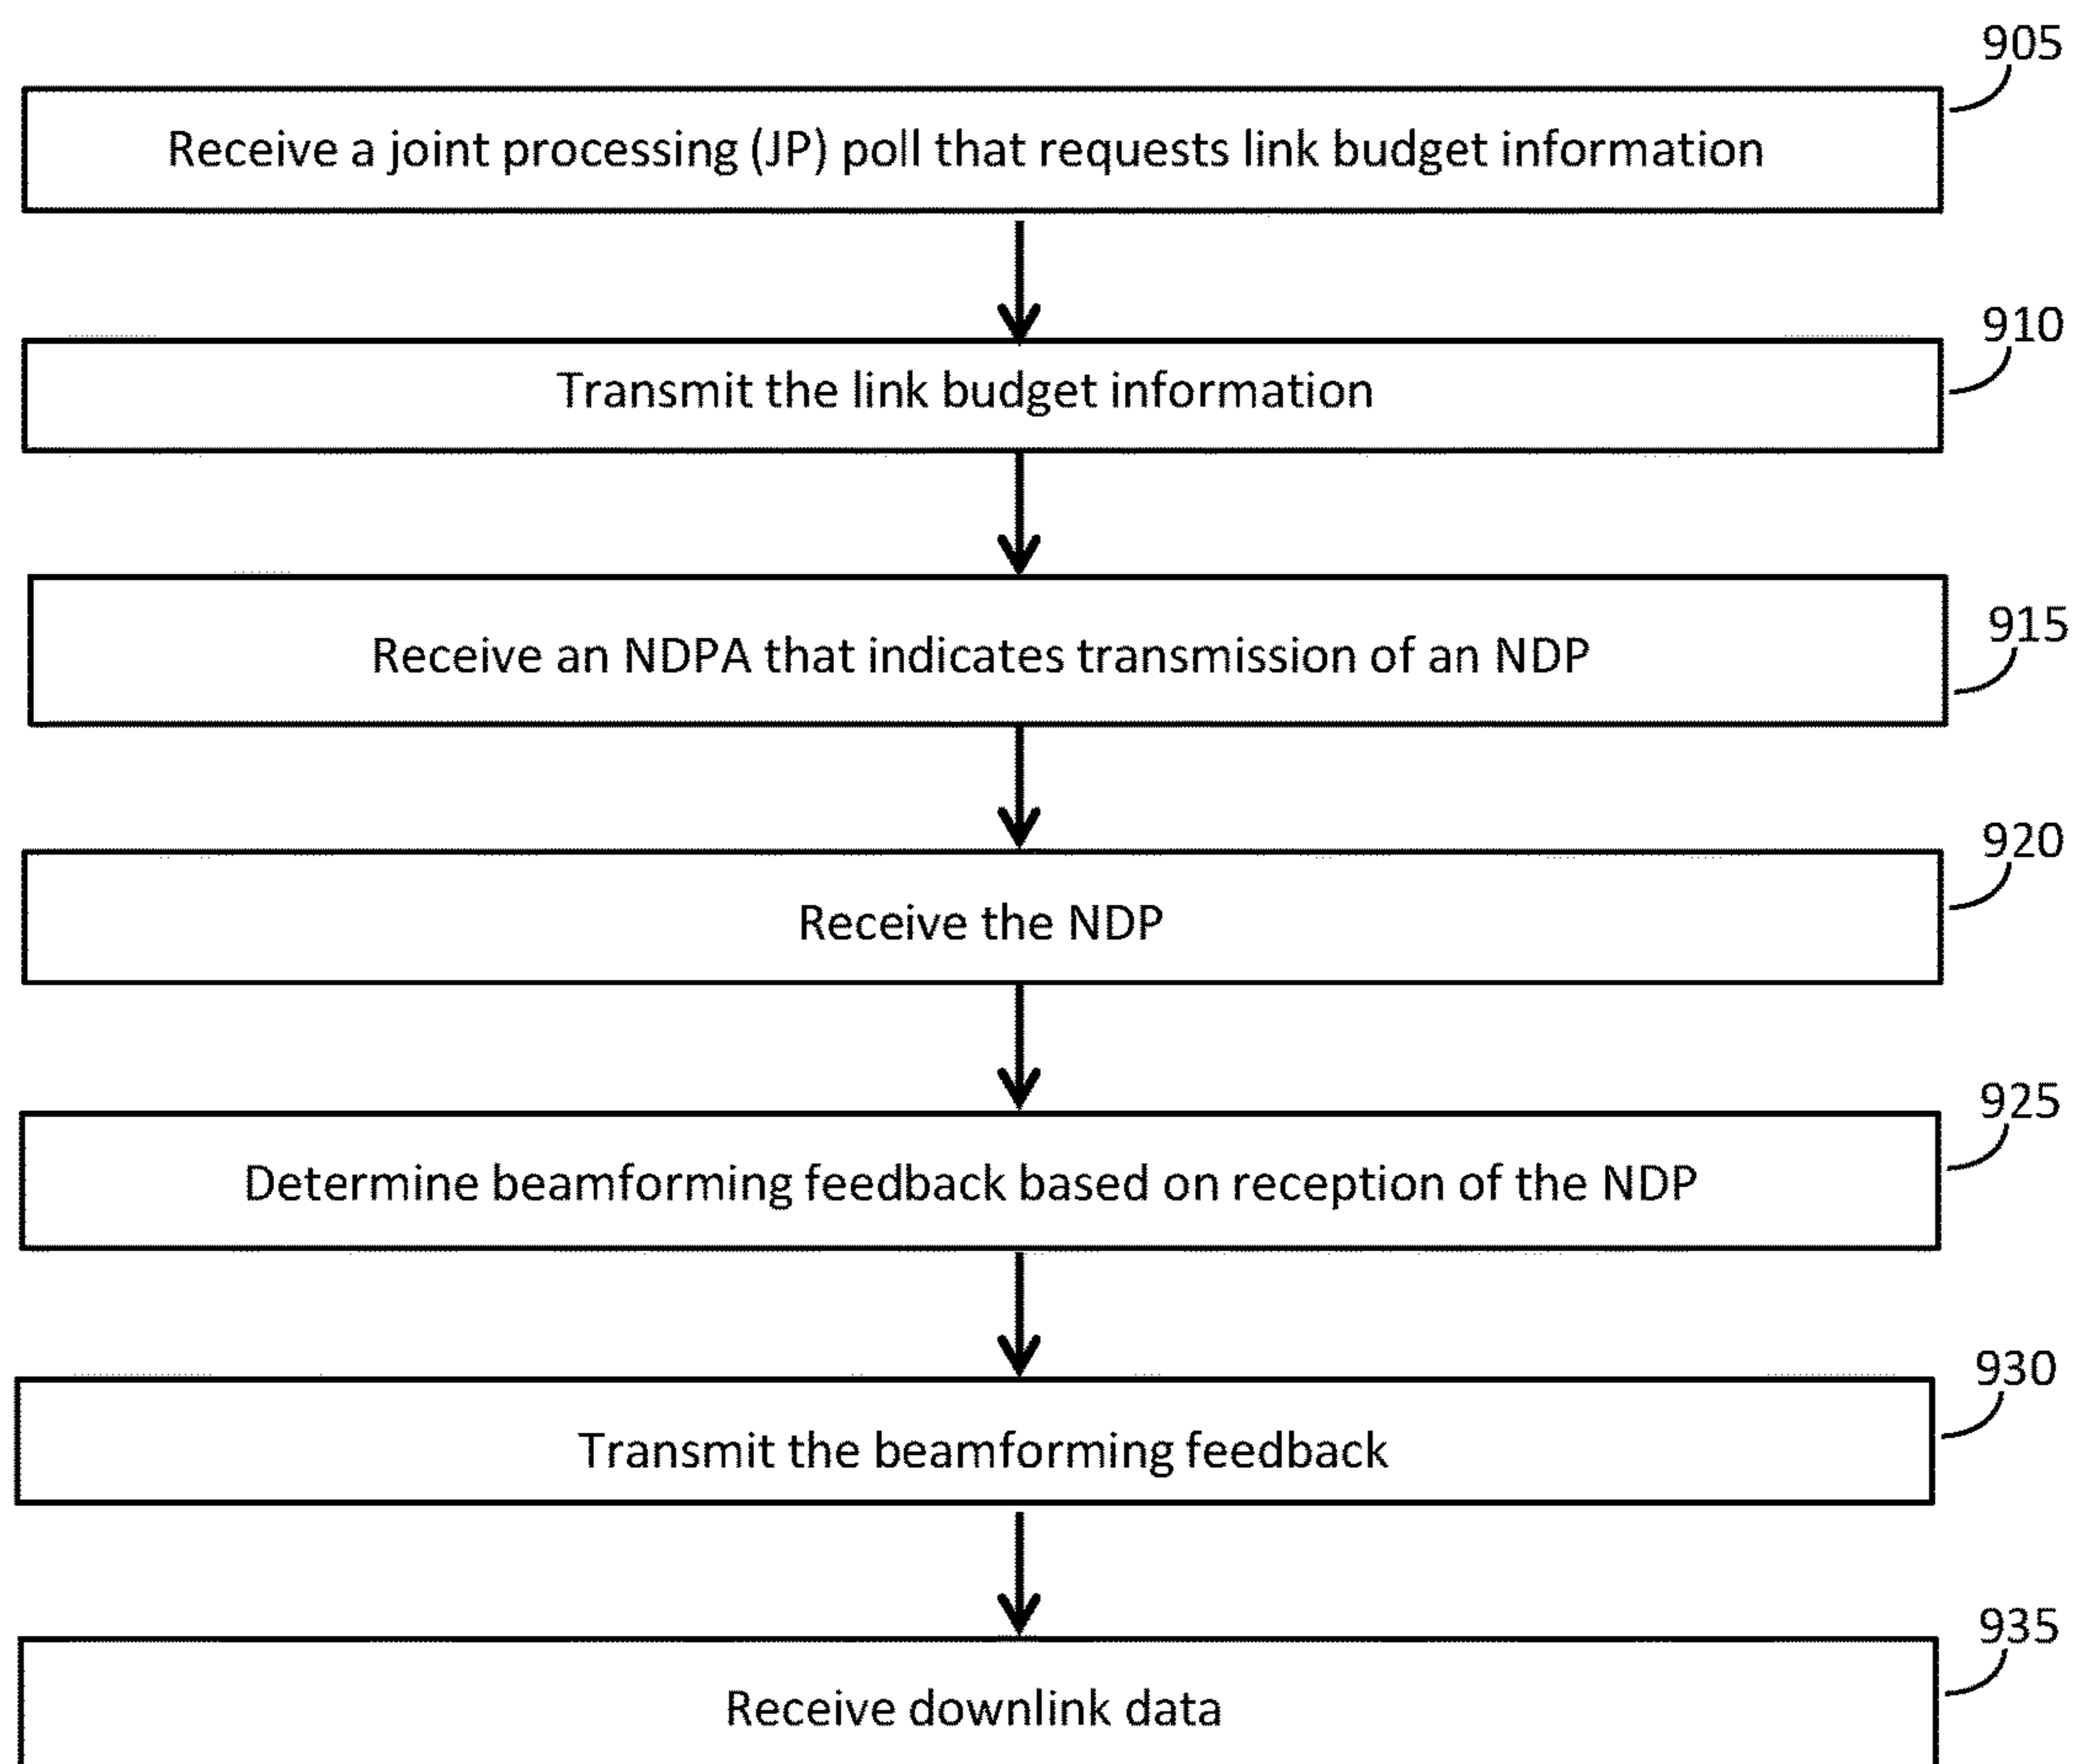 905
Receive a joint processing (JP) poll that requests link budget information
910
Transmit the link budget information
915
Receive an NDPA that indicates transmission of an NDP
920
Receive the NDP
925
Determine beamforming feedback based on reception of the NDP
930
Transmit the beamforming feedback
935
Receive downlink data